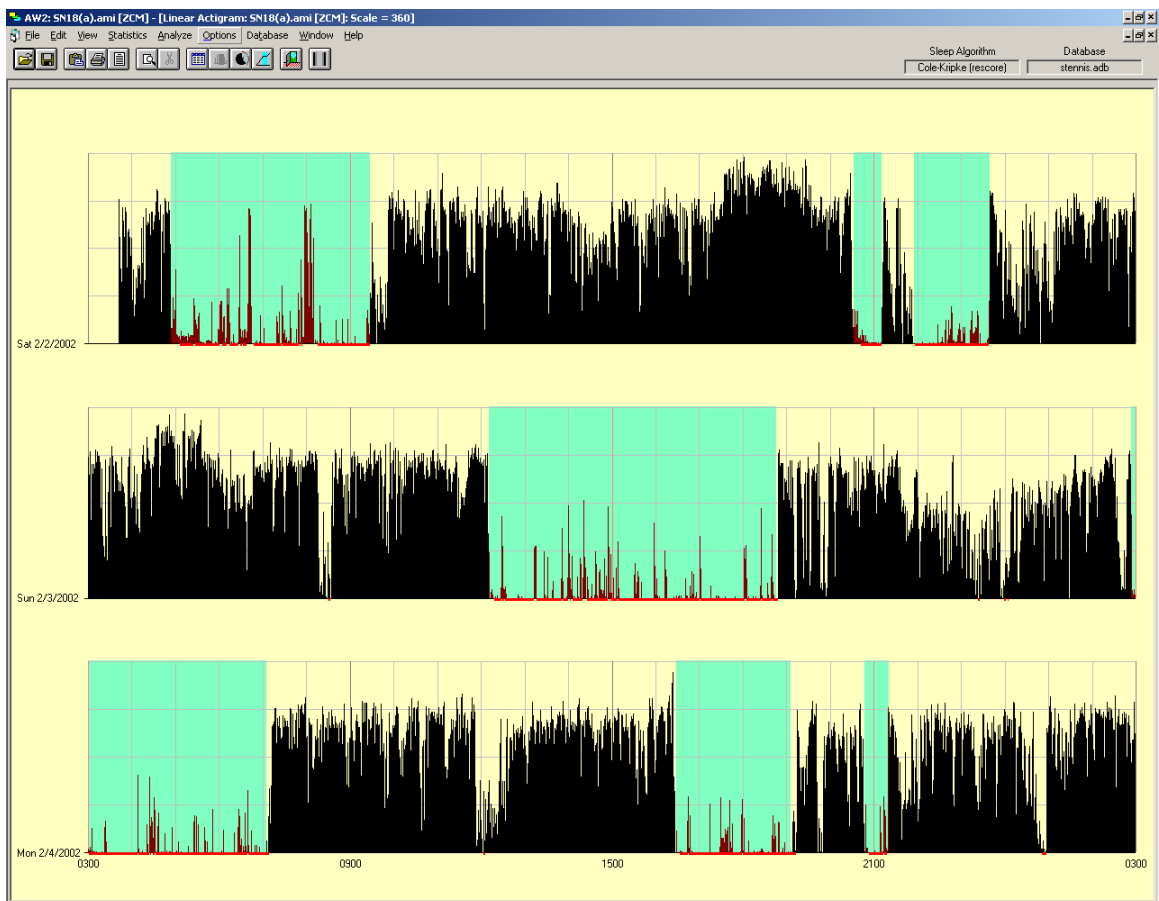 AW2: SN18(a).ami [ZCM] - [Linear Actigram: SN18(a).ami [ZCM]: Scale = 360]
File Edit View Statistics Analyze Options Database Window Help
Sleep Algorithm Database
Cole-Kripke (rescore) stennis.adb
Sat 2/2/2002
Sun 2/3/2002
Mon 2/4/2002
0300 0900 1500 2100 0300